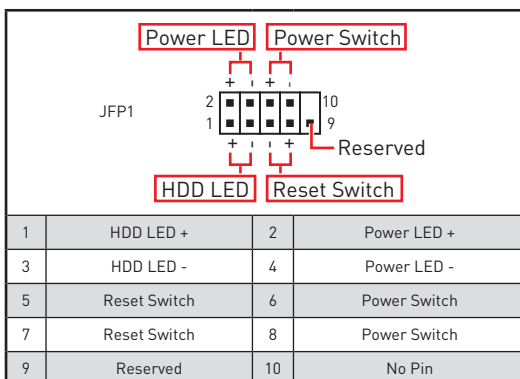 Power LED Power Switch
+ - + -
JFP1
2 10
1 9
+ - - +
Reserved
HDD LED Reset Switch
1 HDD LED + 2 Power LED +
3 HDD LED - 4 Power LED -
5 Reset Switch 6 Power Switch
7 Reset Switch 8 Power Switch
9 Reserved 10 No Pin